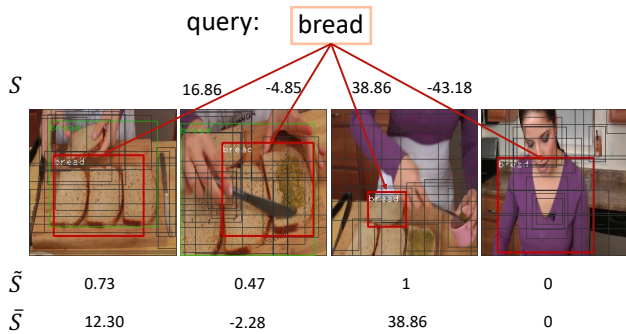 query: bread
S 16.86 -4.85 38.86 -43.18
bread bread bread bread
S̃ 0.73 0.47 1 0
S̄ 12.30 -2.28 38.86 0